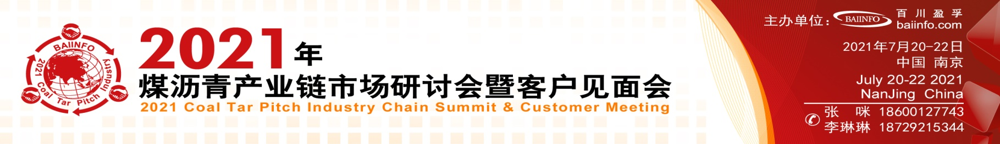 BAIINFO
2021 Coal Tar Pitch Industry
2021年
煤沥青产业链市场研讨会暨客户见面会
2021 Coal Tar Pitch Industry Chain Summit & Customer Meeting
主办单位： BAIINFO 百川盈孚
baiinfo.com
2021年7月20-22日
中国 南京
July 20-22 2021
NanJing China
张 咪 18600127743
李琳琳 18729215344